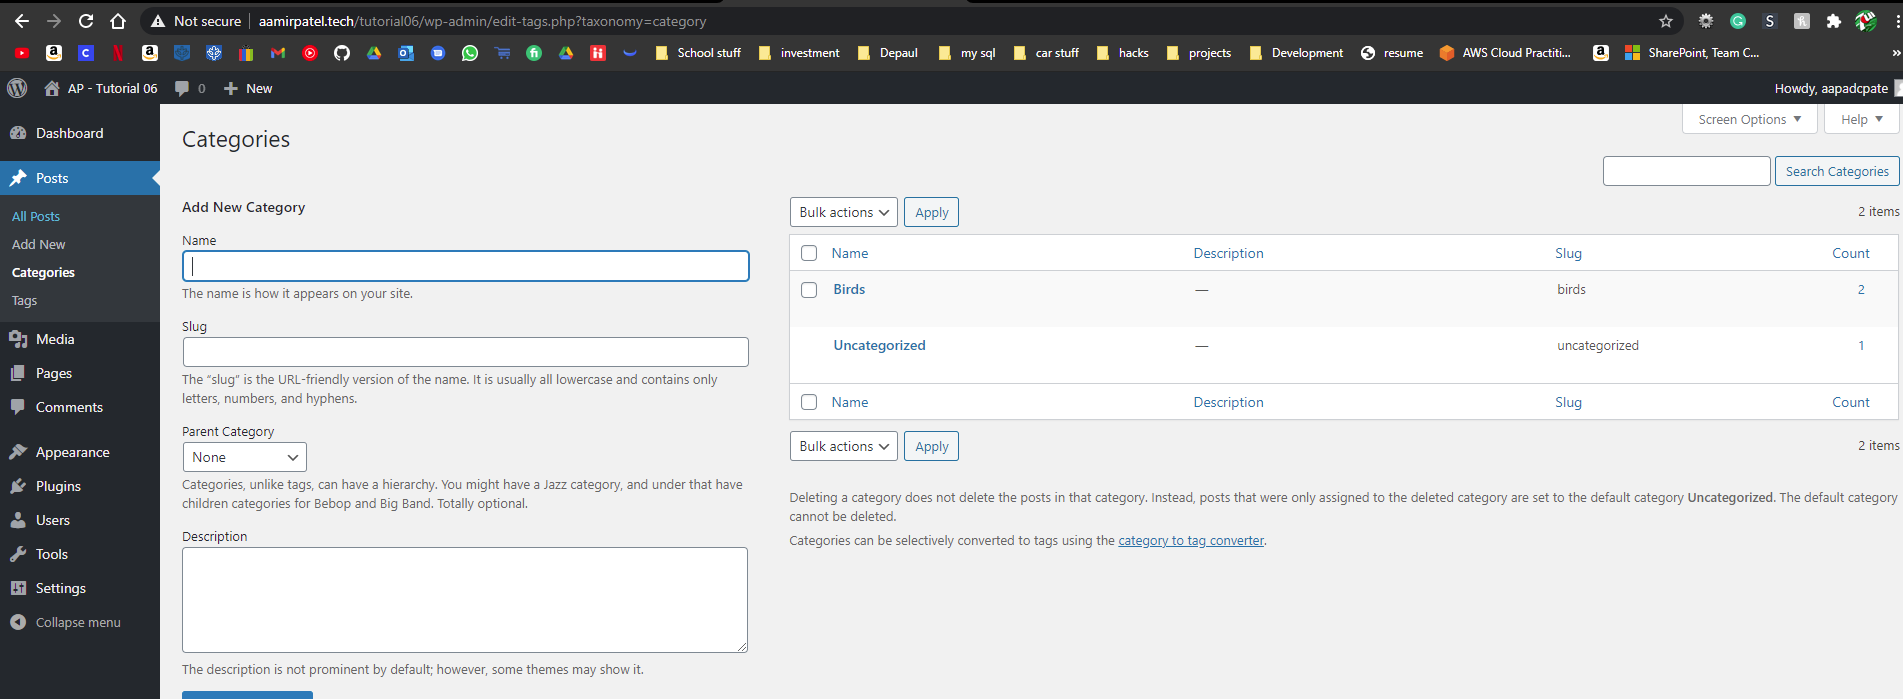 Not secure | aamirpatel.tech/tutorial06/wp-admin/edit-tags.php?taxonomy=category
School stuff investment Depaul my sql car stuff hacks projects Development resume AWS Cloud Practiti... SharePoint, Team C... »
AP - Tutorial 06 0 + New Howdy, aapadcpate
Dashboard
Posts
All Posts
Add New
Categories
Tags
Media
Pages
Comments
Appearance
Plugins
Users
Tools
Settings
Collapse menu
Screen Options Help
Categories
Search Categories
Add New Category
Name
The name is how it appears on your site.
Slug
The “slug” is the URL-friendly version of the name. It is usually all lowercase and contains only
letters, numbers, and hyphens.
Parent Category
None
Categories, unlike tags, can have a hierarchy. You might have a Jazz category, and under that have
children categories for Bebop and Big Band. Totally optional.
Description
The description is not prominent by default; however, some themes may show it.
Bulk actions Apply 2 items
Name Description Slug Count
Birds — birds 2
Uncategorized — uncategorized 1
Name Description Slug Count
Bulk actions Apply 2 items
Deleting a category does not delete the posts in that category. Instead, posts that were only assigned to the deleted category are set to the default category Uncategorized. The default category
cannot be deleted.
Categories can be selectively converted to tags using the category to tag converter.